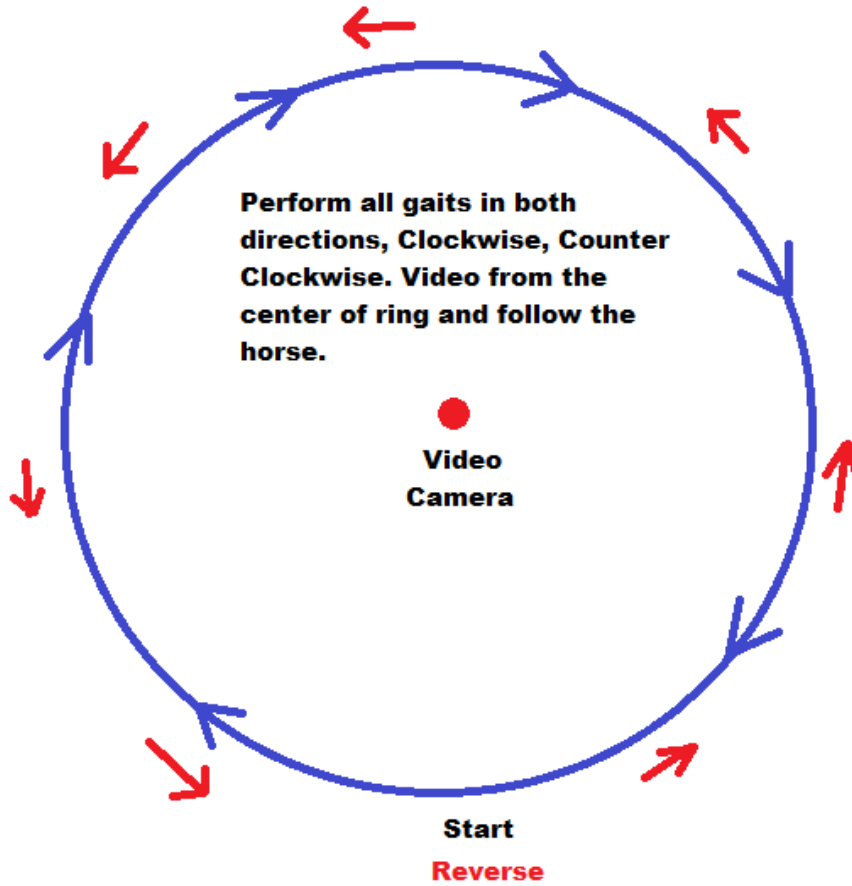 Perform all gaits in both
directions, Clockwise, Counter
Clockwise. Video from the
center of ring and follow the
horse.
Video
Camera
Start
Reverse